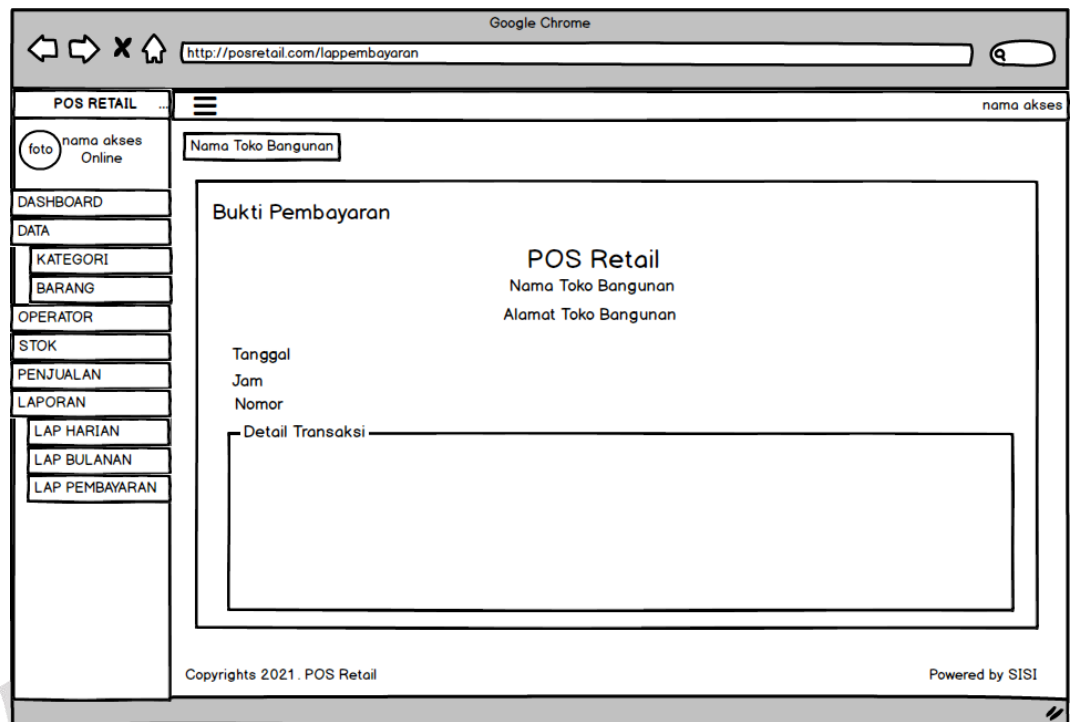 Google Chrome
http://posretail.com/lappembayaran
POS RETAIL ...
nama akses
foto
nama akses
Online
Nama Toko Bangunan
DASHBOARD
DATA
KATEGORI
BARANG
OPERATOR
STOK
PENJUALAN
LAPORAN
LAP HARIAN
LAP BULANAN
LAP PEMBAYARAN
Bukti Pembayaran
POS Retail
Nama Toko Bangunan
Alamat Toko Bangunan
Tanggal
Jam
Nomor
Detail Transaksi
Copyrights 2021. POS Retail
Powered by SISI